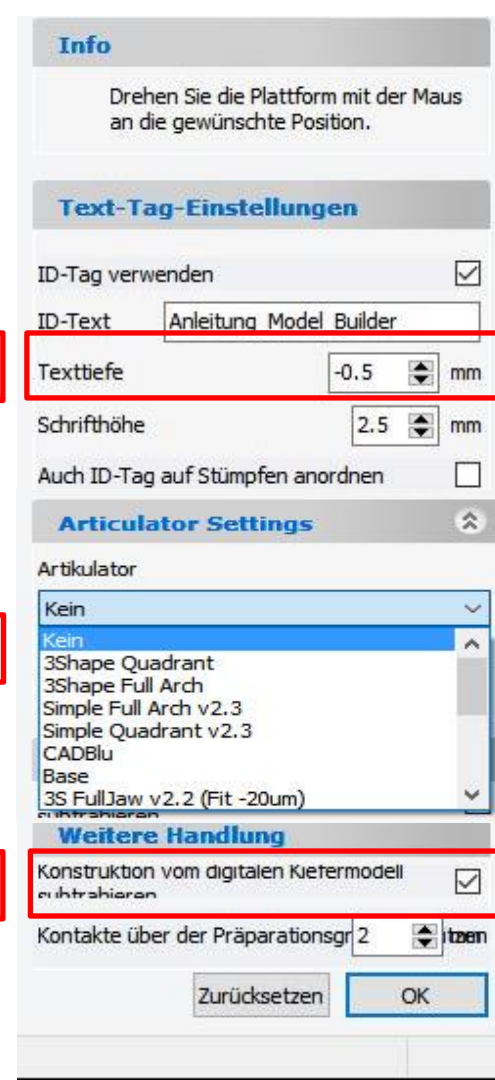 Info
Drehen Sie die Plattform mit der Maus
an die gewünschte Position.
Text-Tag-Einstellungen
ID-Tag verwenden
ID-Text Anleitung Model Builder
Texttiefe -0.5 mm
Schrifthöhe 2.5 mm
Auch ID-Tag auf Stümpfen anordnen
Articulator Settings
Artikulator
Kein
Kein
3Shape Quadrant
3Shape Full Arch
Simple Full Arch v2.3
Simple Quadrant v2.3
CADBlu
Base
3S FullJaw v2.2 (Fit -20um)
subtrahieren
Weitere Handlung
Konstruktion vom digitalen Kiefermodell
subtrahieren
Kontakte über der Präparationsgr 2
Zurücksetzen OK